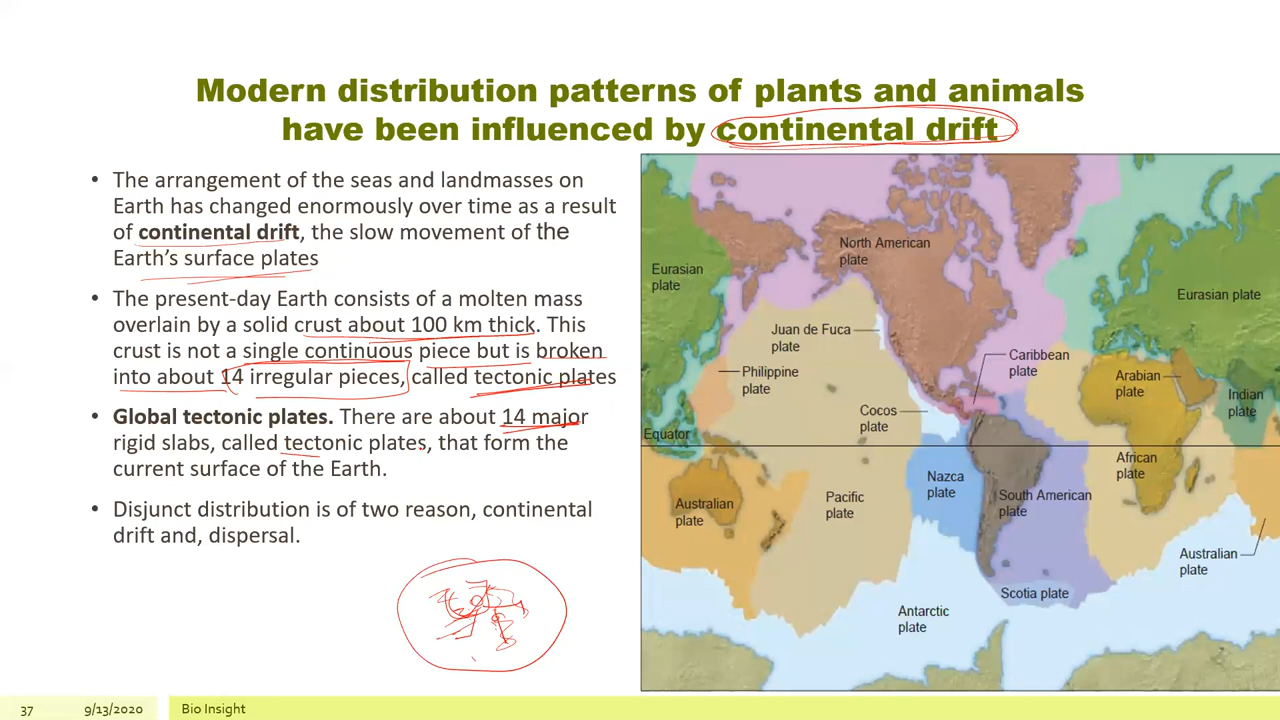 Modern distribution patterns of plants and animals
have been influenced by continental drift
• The arrangement of the seas and landmasses on
Earth has changed enormously over time as a result
of continental drift, the slow movement of the
Earth's surface plates
• The present-day Earth consists of a molten mass
overlain by a solid crust about 100 km thick. This
crust is not a single continuous piece but is broken
into about 14 irregular pieces, called tectonic plates
• Global tectonic plates. There are about 14 major
rigid slabs, called tectonic plates, that form the
current surface of the Earth.
• Disjunct distribution is of two reason, continental
drift and, dispersal.
North American
plate
Eurasian
plate
Eurasian plate
Juan de Fuca
plate
Caribbean
plate
Philippine
plate
Arabian
plate
Indian
plate
Cocos
plate
Equator
African
plate
Nazca
plate
South American
plate
Australian
plate
Pacific
plate
Australian
plate
Scotia plate
Antarctic
plate
37 9/13/2020 Bio Insight